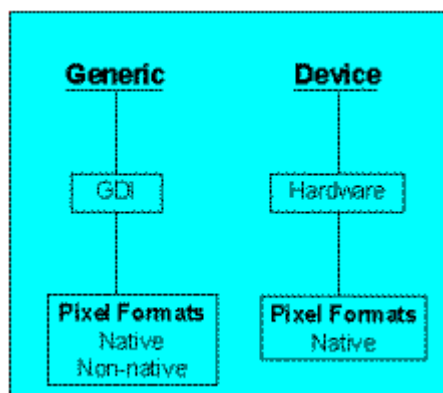 Generic
Device
GDI
Hardware
Pixel Formats
Native
Non-native
Pixel Formats
Native